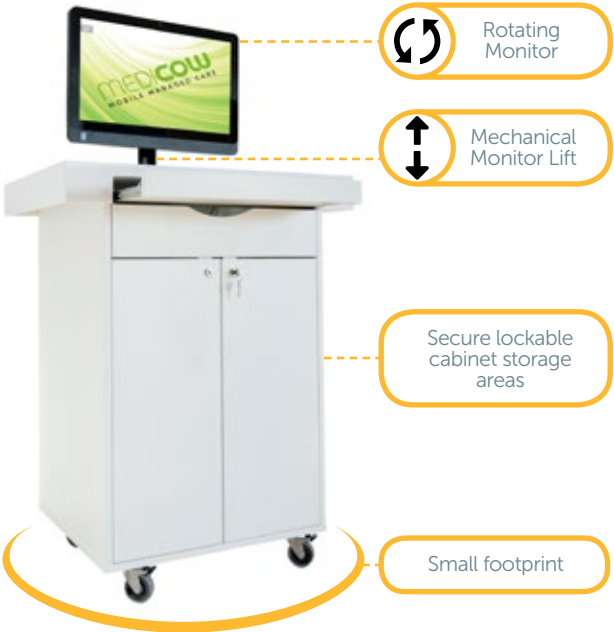 MEDICOW
MOBILE MANAGED CARE
Rotating
Monitor
Mechanical
Monitor Lift
Secure lockable
cabinet storage
areas
Small footprint